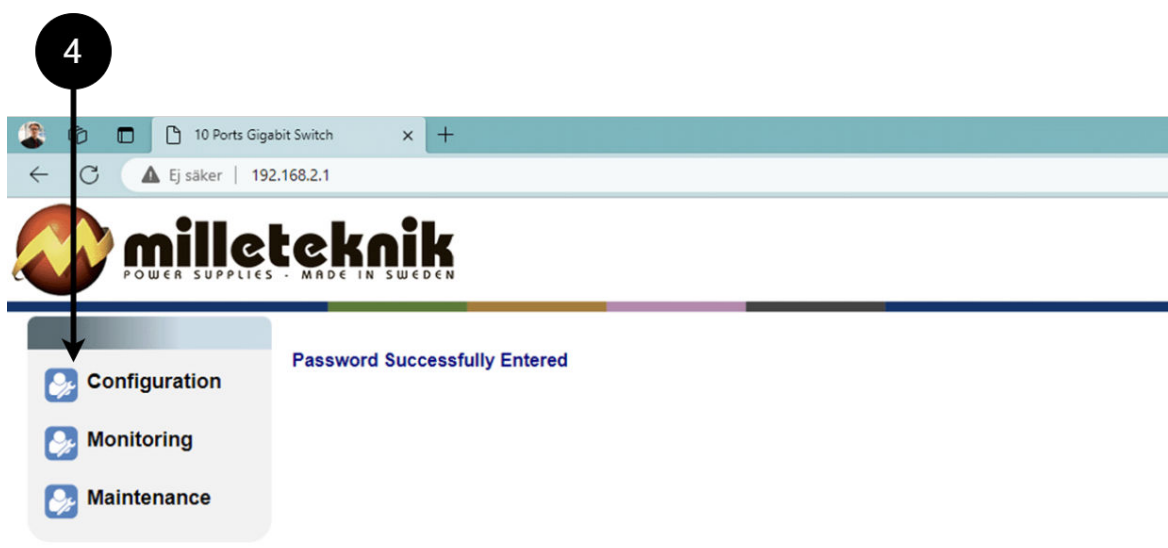 4
10 Ports Gigabit Switch
Ej säker | 192.168.2.1
milleteknik
POWER SUPPLIES - MADE IN SWEDEN
Password Successfully Entered
Configuration
Monitoring
Maintenance